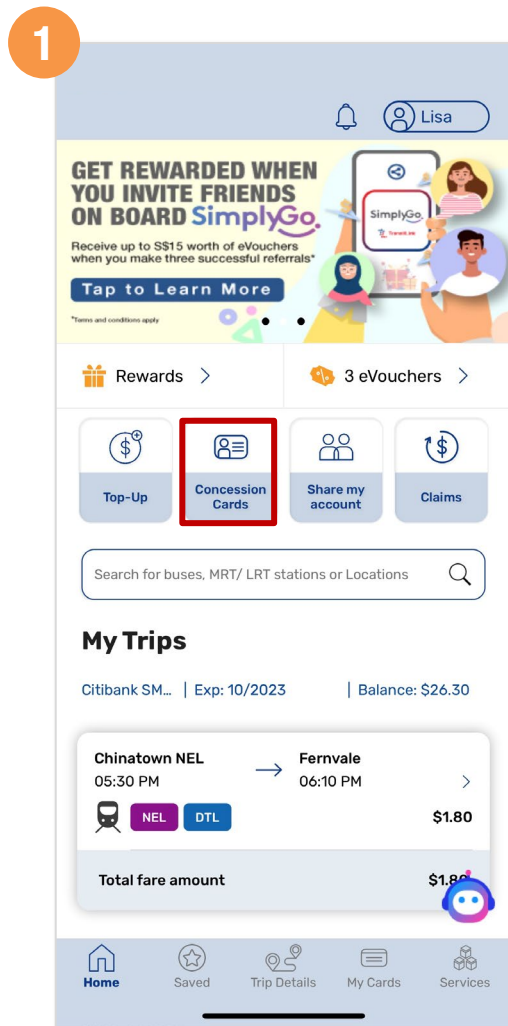 1
Lisa
GET REWARDED WHEN
YOU INVITE FRIENDS
ON BOARD SimplyGo.
Receive up to S$15 worth of eVouchers
when you make three successful referrals*
Tap to Learn More
*Terms and conditions apply
SimplyGo
TransitLink
Rewards
3 eVouchers
Top-Up
Concession
Cards
Share my
account
Claims
Search for buses, MRT/ LRT stations or Locations
My Trips
Citibank SM... | Exp: 10/2023 | Balance: $26.30
Chinatown NEL
Fernvale
05:30 PM
06:10 PM
NEL
DTL
$1.80
Total fare amount
Home
Saved
Trip Details
My Cards
Services